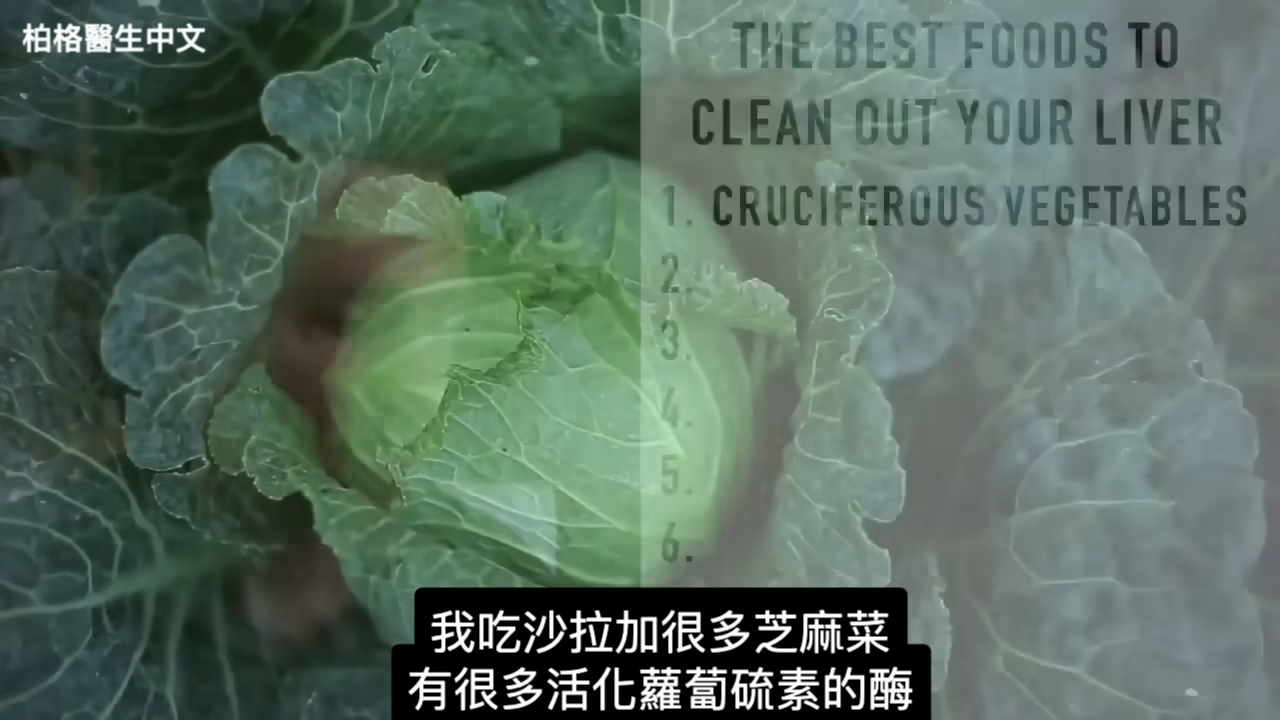 柏格醫生中文
THE BEST FOODS TO
CLEAN OUT YOUR LIVER
1. CRUCIFEROUS VEGETABLES
2.
3.
4.
5.
6.
我吃沙拉加很多芝麻菜
有很多活化蘿蔔硫素的酶